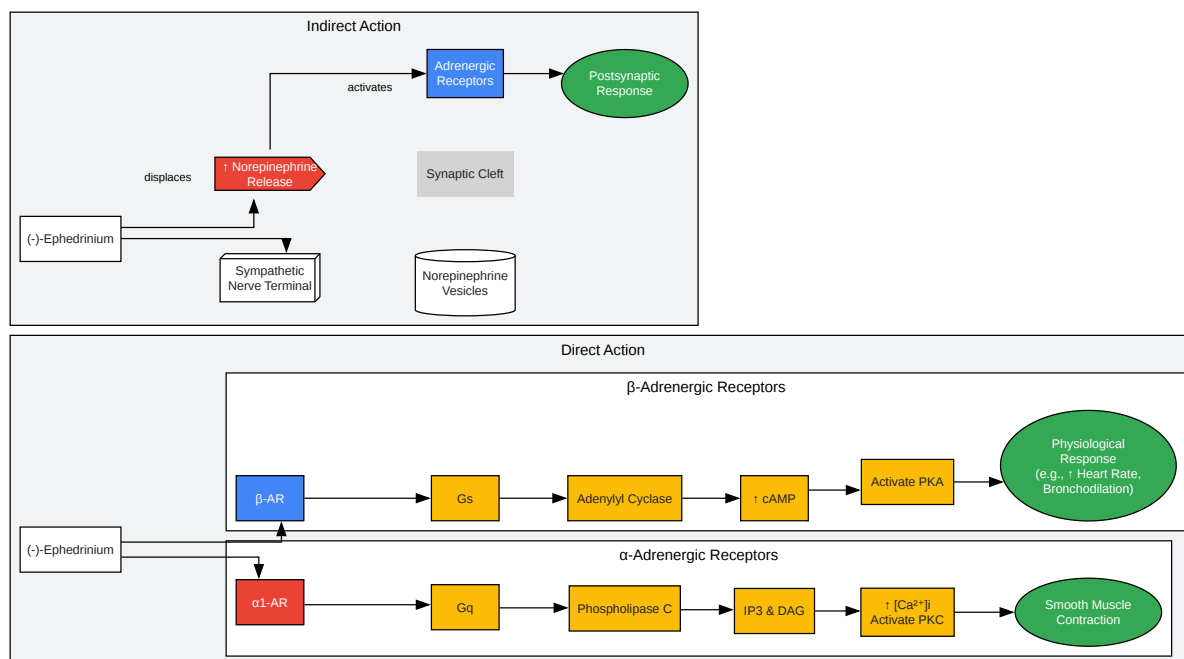 Indirect Action
Adrenergic
Receptors
activates
Postsynaptic
Response
displaces
↑ Norepinephrine
Release
Synaptic Cleft
(-)-Ephedrinium
Sympathetic
Nerve Terminal
Norepinephrine
Vesicles
Direct Action
β-Adrenergic Receptors
β-AR
Gs
Adenylyl Cyclase
↑ cAMP
Activate PKA
Physiological
Response
(e.g., ↑ Heart Rate,
Bronchodilation)
(-)-Ephedrinium
α-Adrenergic Receptors
α1-AR
Gq
Phospholipase C
IP3 & DAG
↑ [Ca²⁺]i
Activate PKC
Smooth Muscle
Contraction